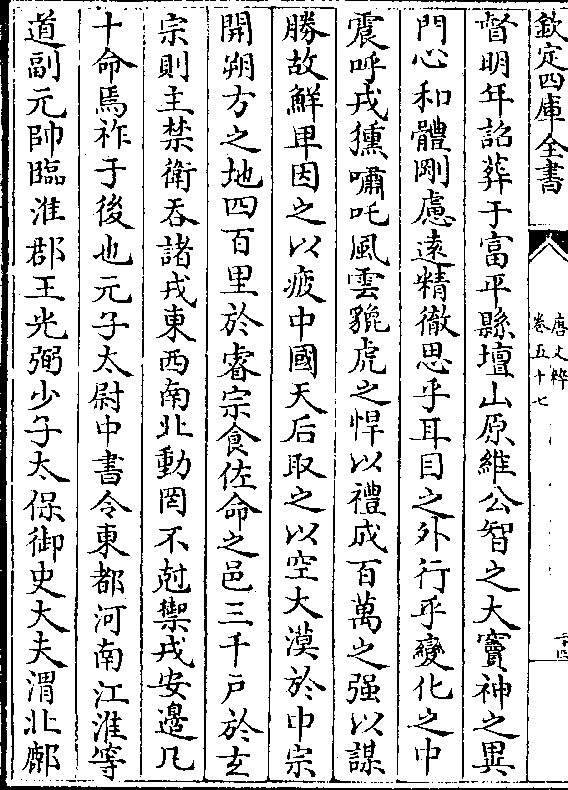 欽定四庫全書
唐文粹
卷五十七
二十四
督明年詔葬于富平縣壇山原維公智之大竇神之異
門心和體剛慮遠精徹思乎耳目之外行乎變化之中
震呼戎獯嘯吒風雲貔虎之悍以禮成百萬之强以謀
勝故鮮卑因之以疲中國天后取之以空大漠於中宗
開朔方之地四百里於睿宗食佐命之邑三千戸於玄
宗則主禁衛吞諸戎東西南北動罔不尅禦戎安邊凡
十命焉祚于後也元子太尉中書令東都河南江淮等
道副元帥臨淮郡王光弼少子太保御史大夫渭北鄜